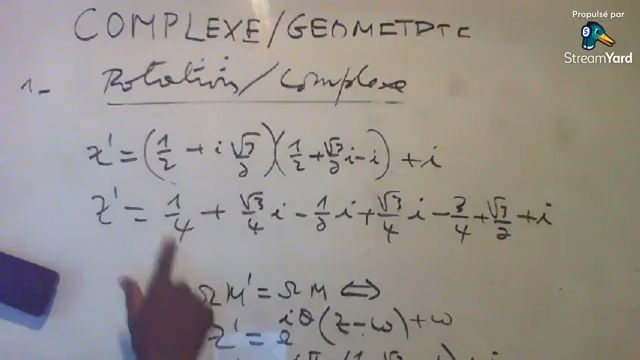 Propulsé par
StreamYard
COMPLEXE/GEOMETRIE
1- Rotation/Complexe
z' = (1/2 + i √3/2)(1/2 + √3/2 i - i) + i
z' = 1/4 + √3/4 i - 1/2 i + √3/4 i - 3/4 + √3/2 + i
ΩM' = ΩM ⟺
z' = e^{iθ}(z - ω) + ω